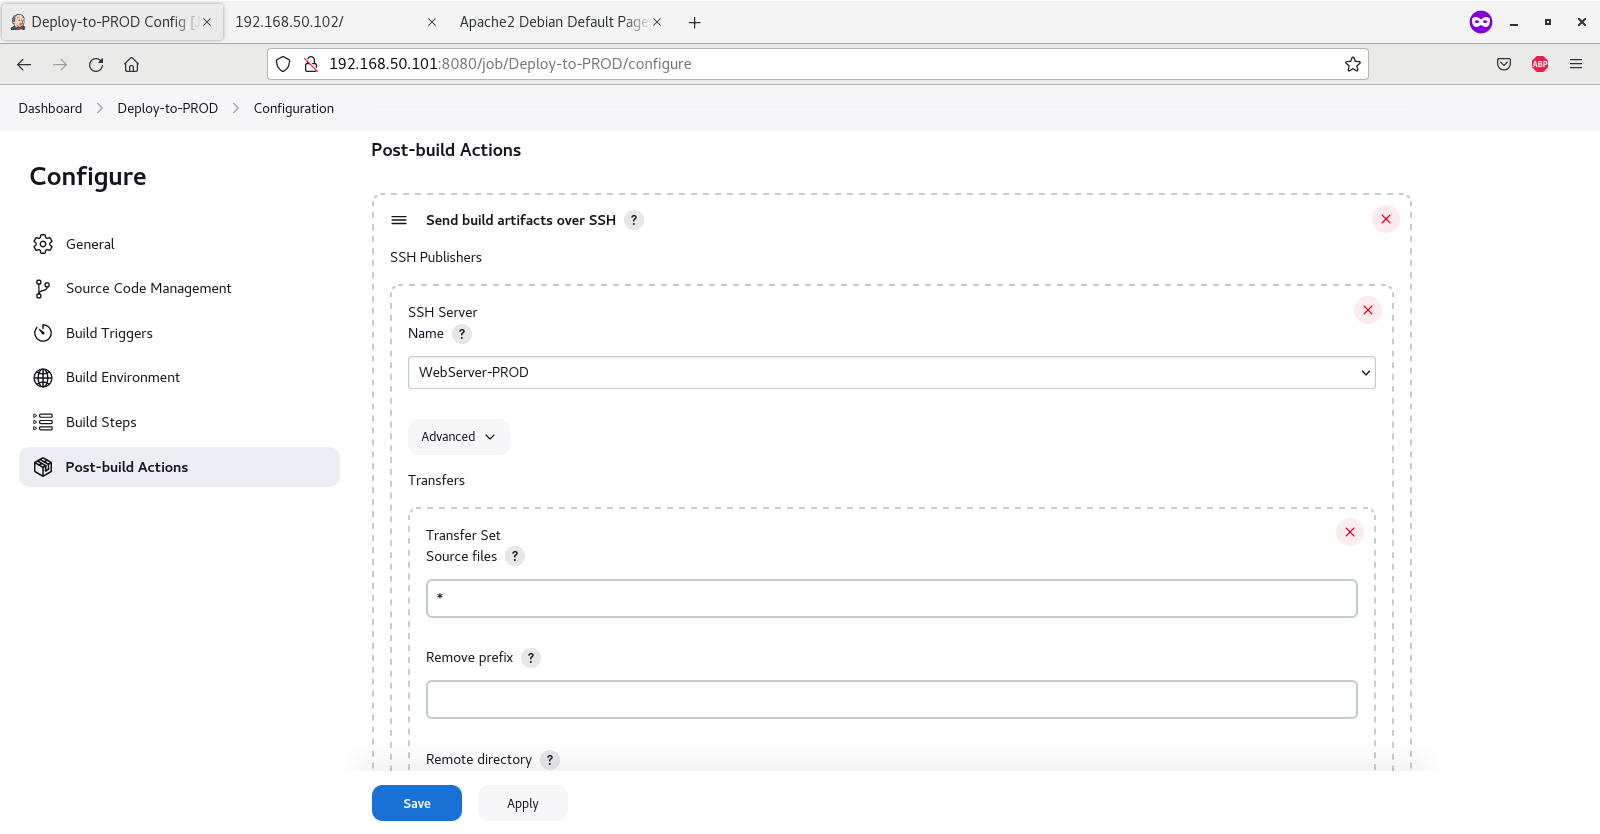 Deploy-to-PROD Config [J
192.168.50.102/
Apache2 Debian Default Page
192.168.50.101:8080/job/Deploy-to-PROD/configure
ABP
Dashboard > Deploy-to-PROD > Configuration
Configure
General
Source Code Management
Build Triggers
Build Environment
Build Steps
Post-build Actions
Post-build Actions
Send build artifacts over SSH ?
SSH Publishers
SSH Server
Name ?
WebServer-PROD
Advanced
Transfers
Transfer Set
Source files ?
*
Remove prefix ?
Remote directory ?
Save
Apply